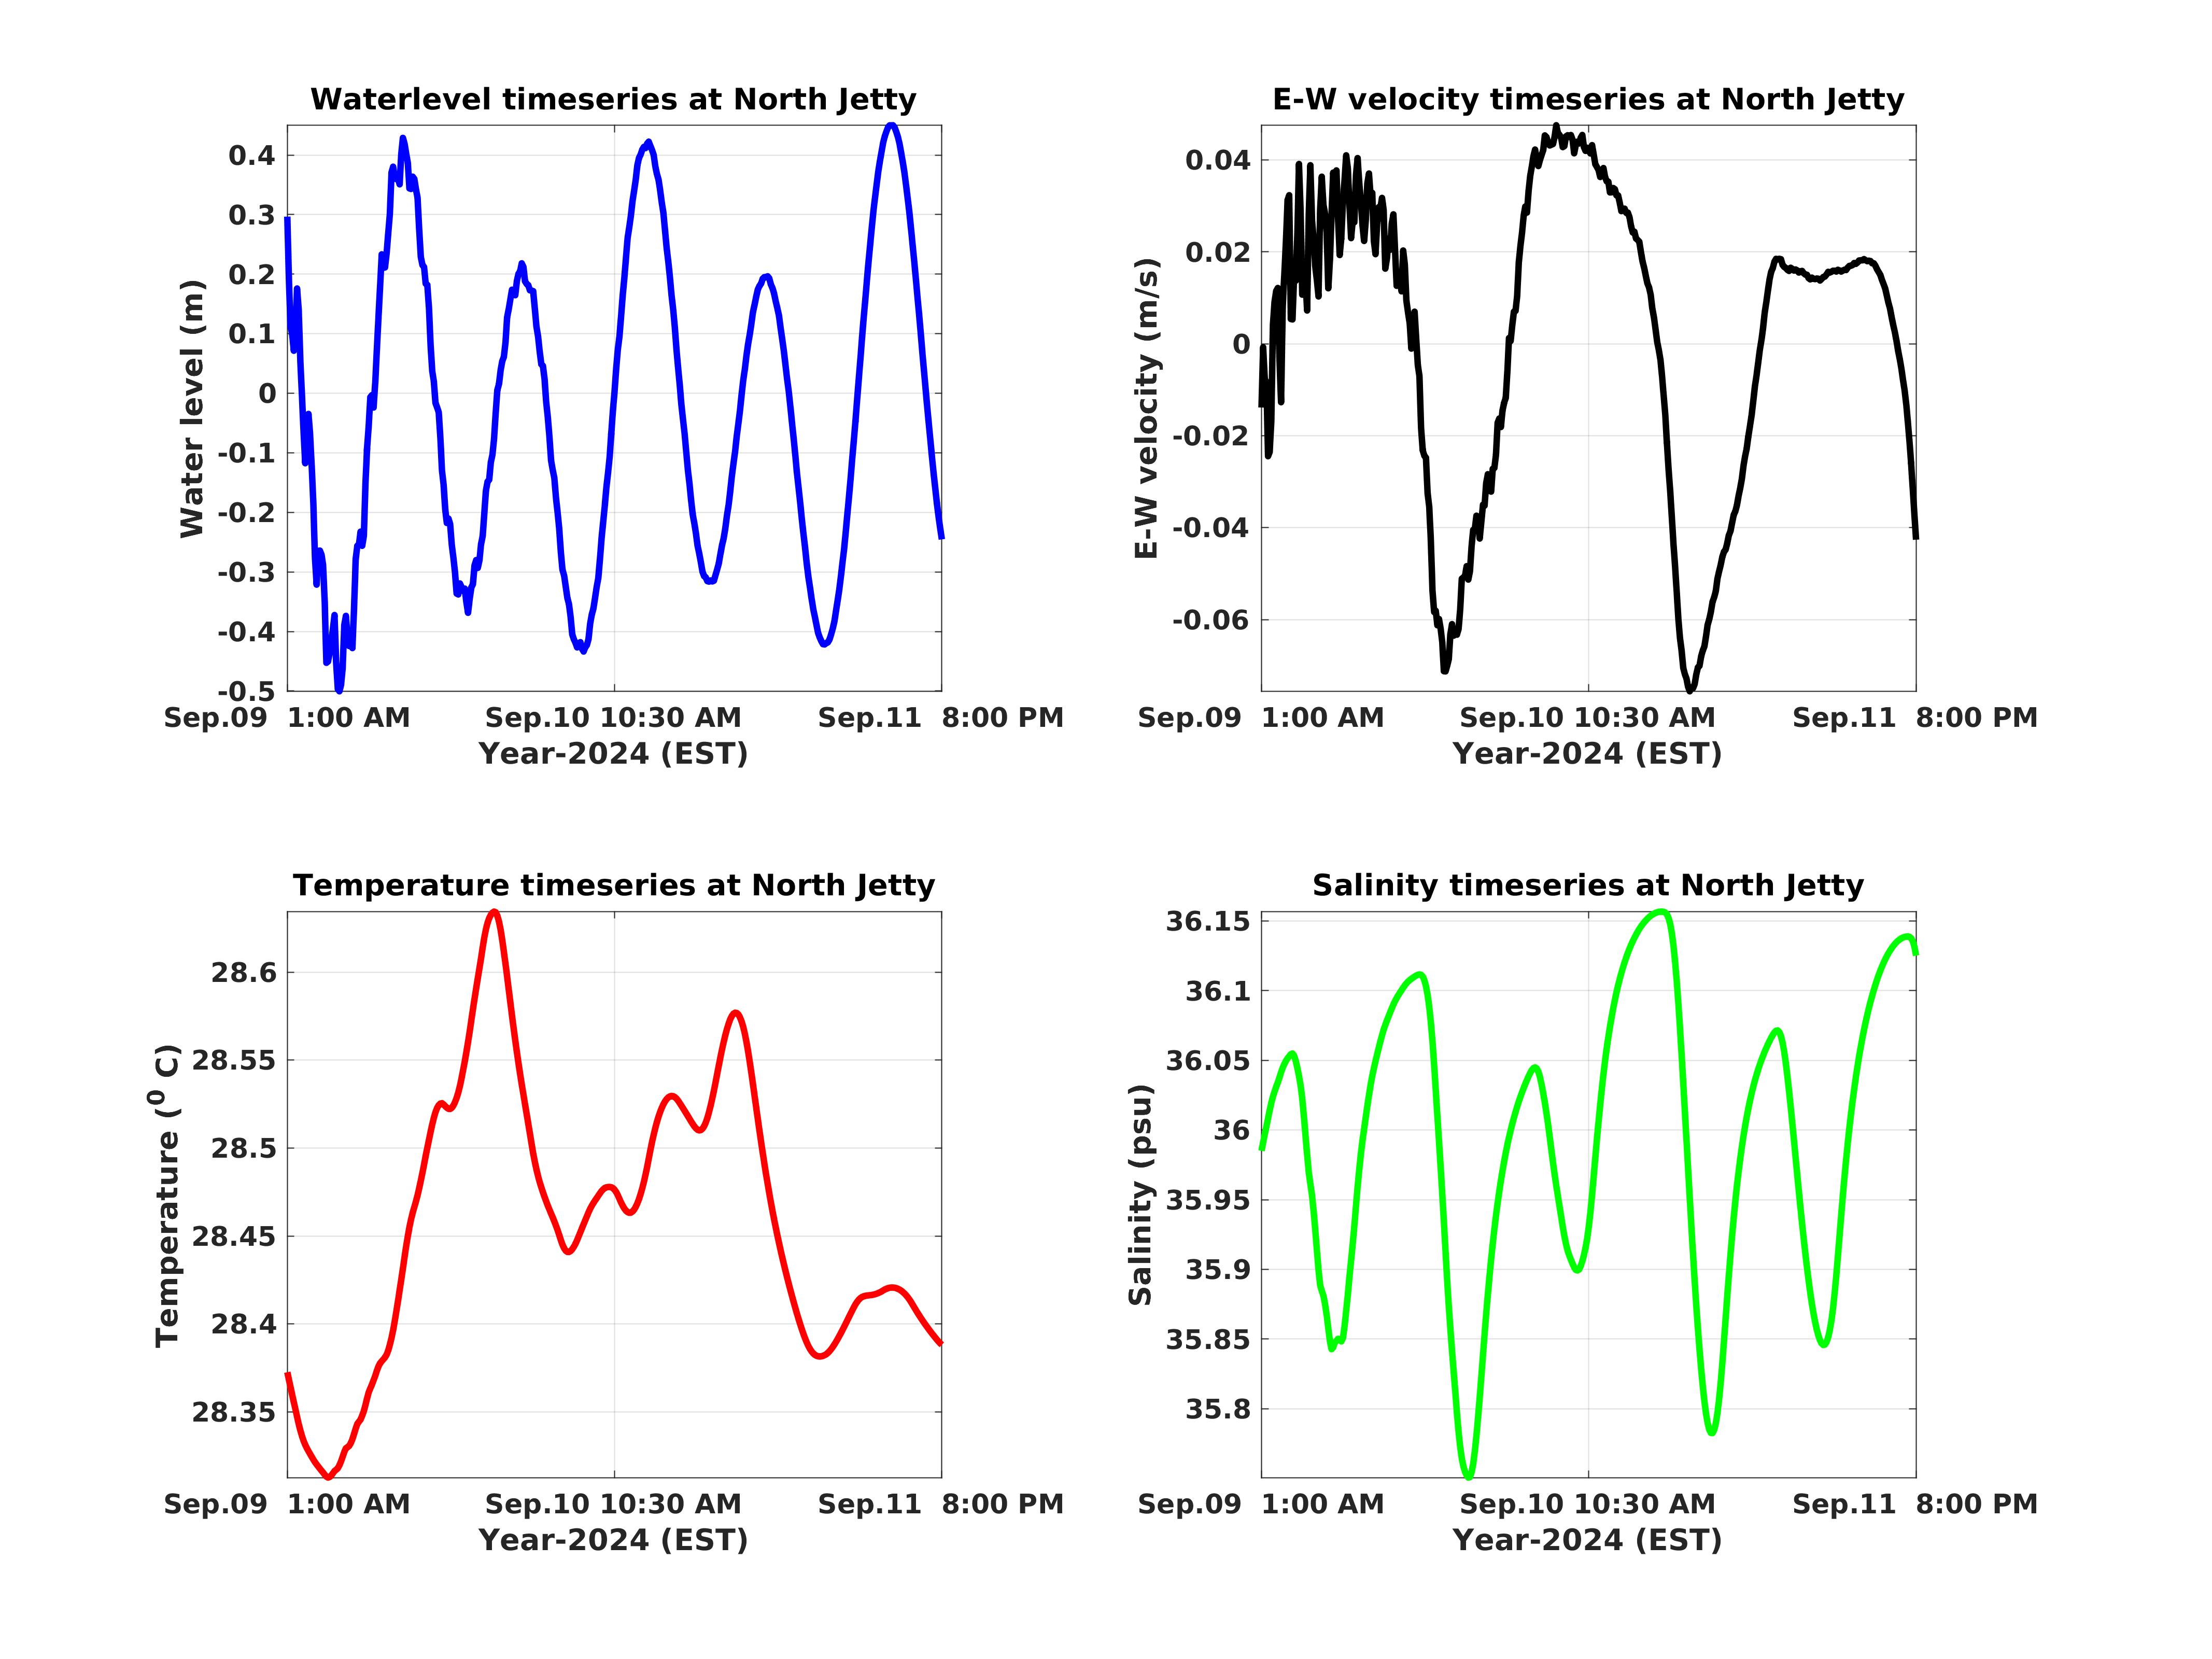 Waterlevel timeseries at North Jetty
Water level (m)
0.4
0.3
0.2
0.1
0
-0.1
-0.2
-0.3
-0.4
-0.5
Sep.09 1:00 AM Sep.10 10:30 AM Sep.11 8:00 PM
Year-2024 (EST)
E-W velocity timeseries at North Jetty
E-W velocity (m/s)
0.04
0.02
0
-0.02
-0.04
-0.06
Sep.09 1:00 AM Sep.10 10:30 AM Sep.11 8:00 PM
Year-2024 (EST)
Temperature timeseries at North Jetty
Temperature (⁰ C)
28.6
28.55
28.5
28.45
28.4
28.35
Sep.09 1:00 AM Sep.10 10:30 AM Sep.11 8:00 PM
Year-2024 (EST)
Salinity timeseries at North Jetty
Salinity (psu)
36.15
36.1
36.05
36
35.95
35.9
35.85
35.8
Sep.09 1:00 AM Sep.10 10:30 AM Sep.11 8:00 PM
Year-2024 (EST)